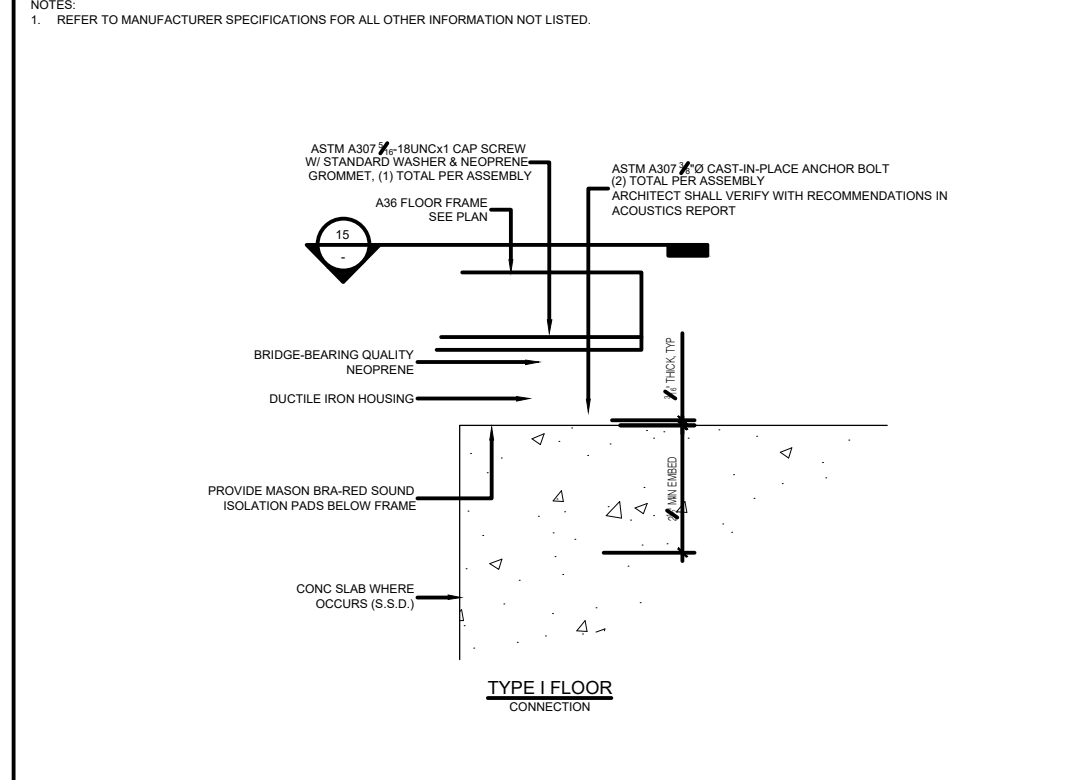 NOTES:
1. REFER TO MANUFACTURER SPECIFICATIONS FOR ALL OTHER INFORMATION NOT LISTED.
ASTM A307 5/16-18UNCx1 CAP SCREW
W/ STANDARD WASHER & NEOPRENE
GROMMET, (1) TOTAL PER ASSEMBLY
ASTM A307 3/8"Ø CAST-IN-PLACE ANCHOR BOLT
(2) TOTAL PER ASSEMBLY
ARCHITECT SHALL VERIFY WITH RECOMMENDATIONS IN
ACOUSTICS REPORT
A36 FLOOR FRAME
SEE PLAN
15
-
BRIDGE-BEARING QUALITY
NEOPRENE
DUCTILE IRON HOUSING
THICK, TYP
MIN EMBED
PROVIDE MASON BRA-RED SOUND
ISOLATION PADS BELOW FRAME
CONC SLAB WHERE
OCCURS (S.S.D.)
TYPE I FLOOR
CONNECTION